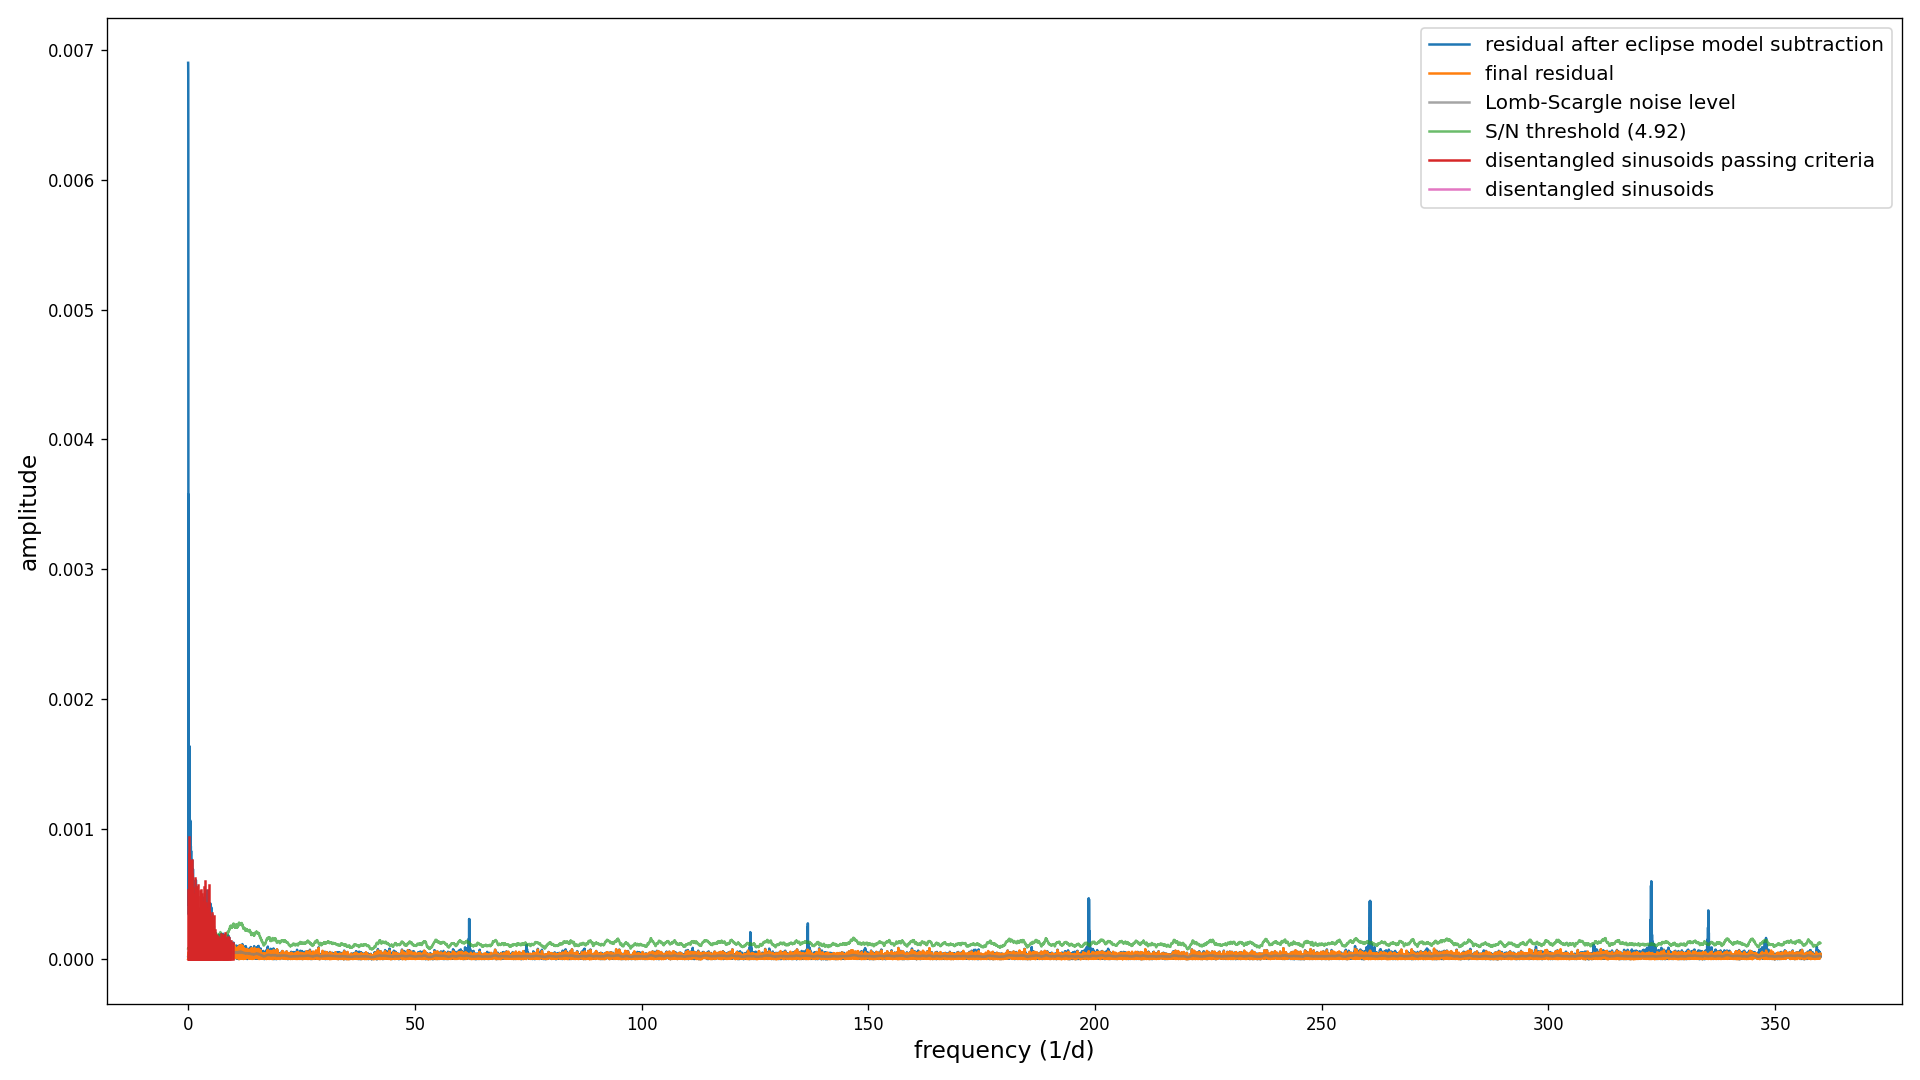 residual after eclipse model subtraction
final residual
Lomb-Scargle noise level
S/N threshold (4.92)
disentangled sinusoids passing criteria
disentangled sinusoids
0.007
0.006
0.005
0.004
0.003
0.002
0.001
0.000
amplitude
0 50 100 150 200 250 300 350
frequency (1/d)